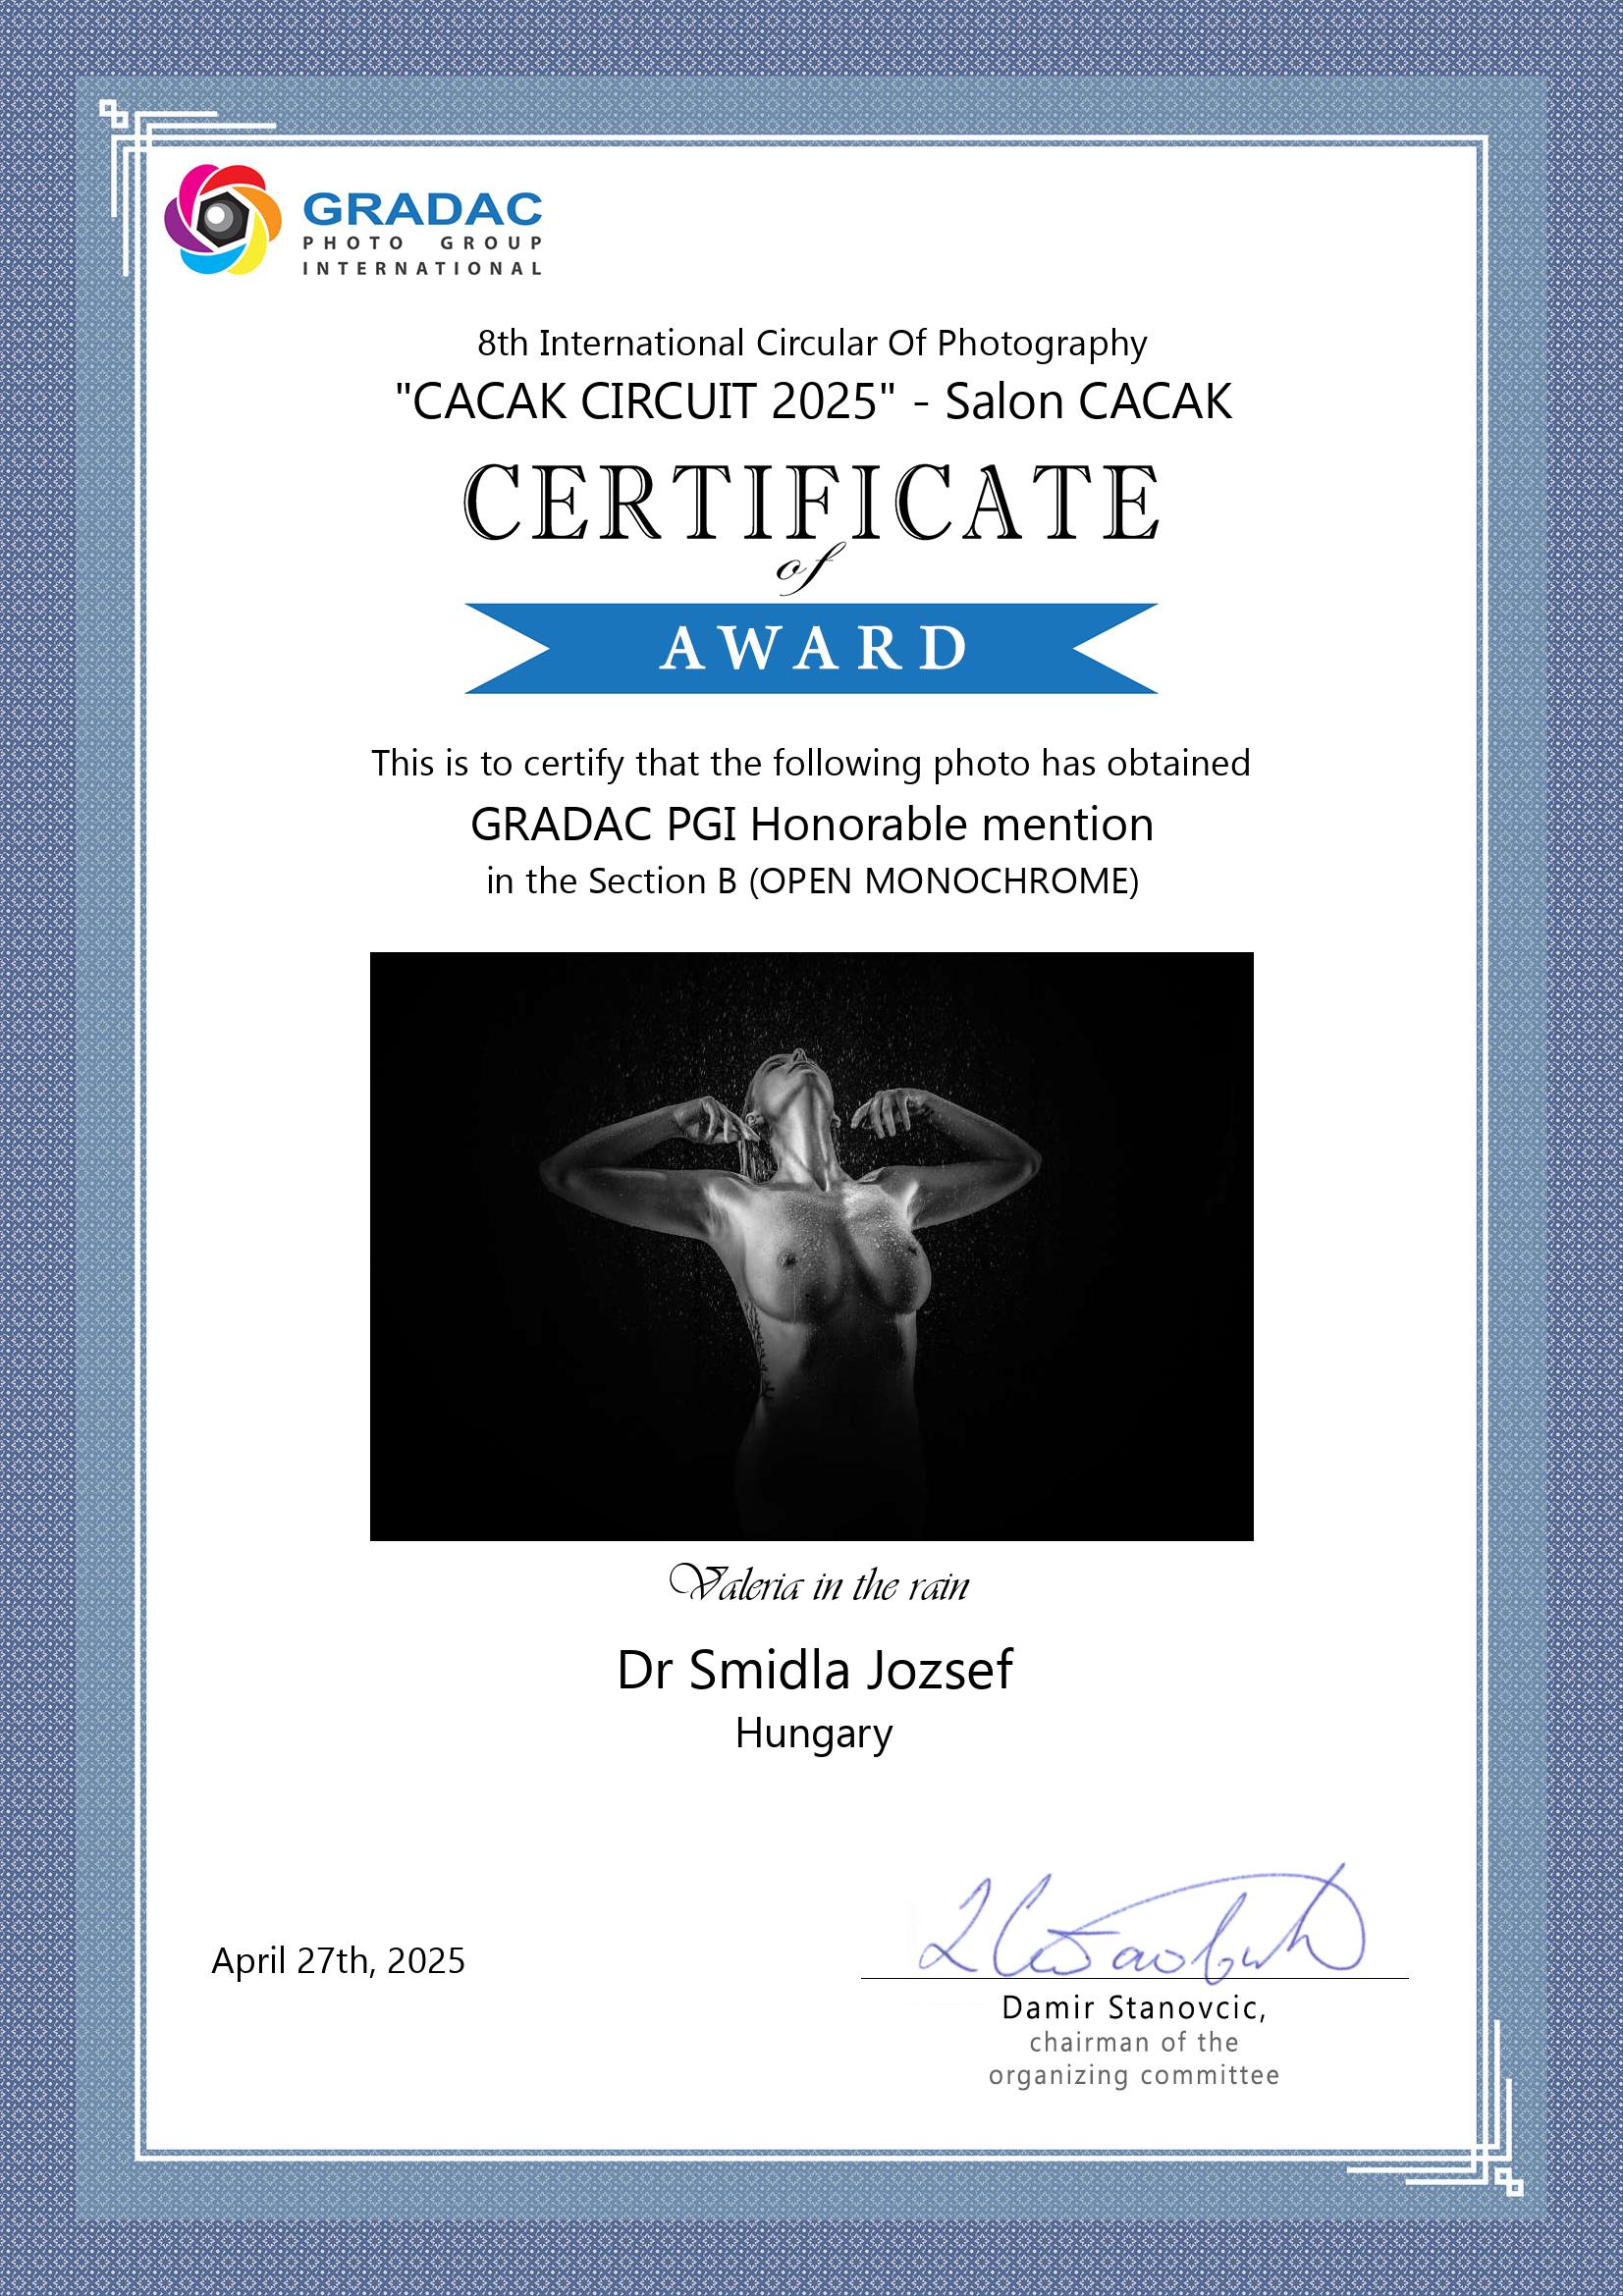 GRADAC
PHOTO GROUP
INTERNATIONAL
8th International Circular Of Photography
"CACAK CIRCUIT 2025" - Salon CACAK
CERTIFICATE
of
AWARD
This is to certify that the following photo has obtained
GRADAC PGI Honorable mention
in the Section B (OPEN MONOCHROME)
Valeria in the rain
Dr Smidla Jozsef
Hungary
April 27th, 2025
Damir Stanovcic,
chairman of the
organizing committee